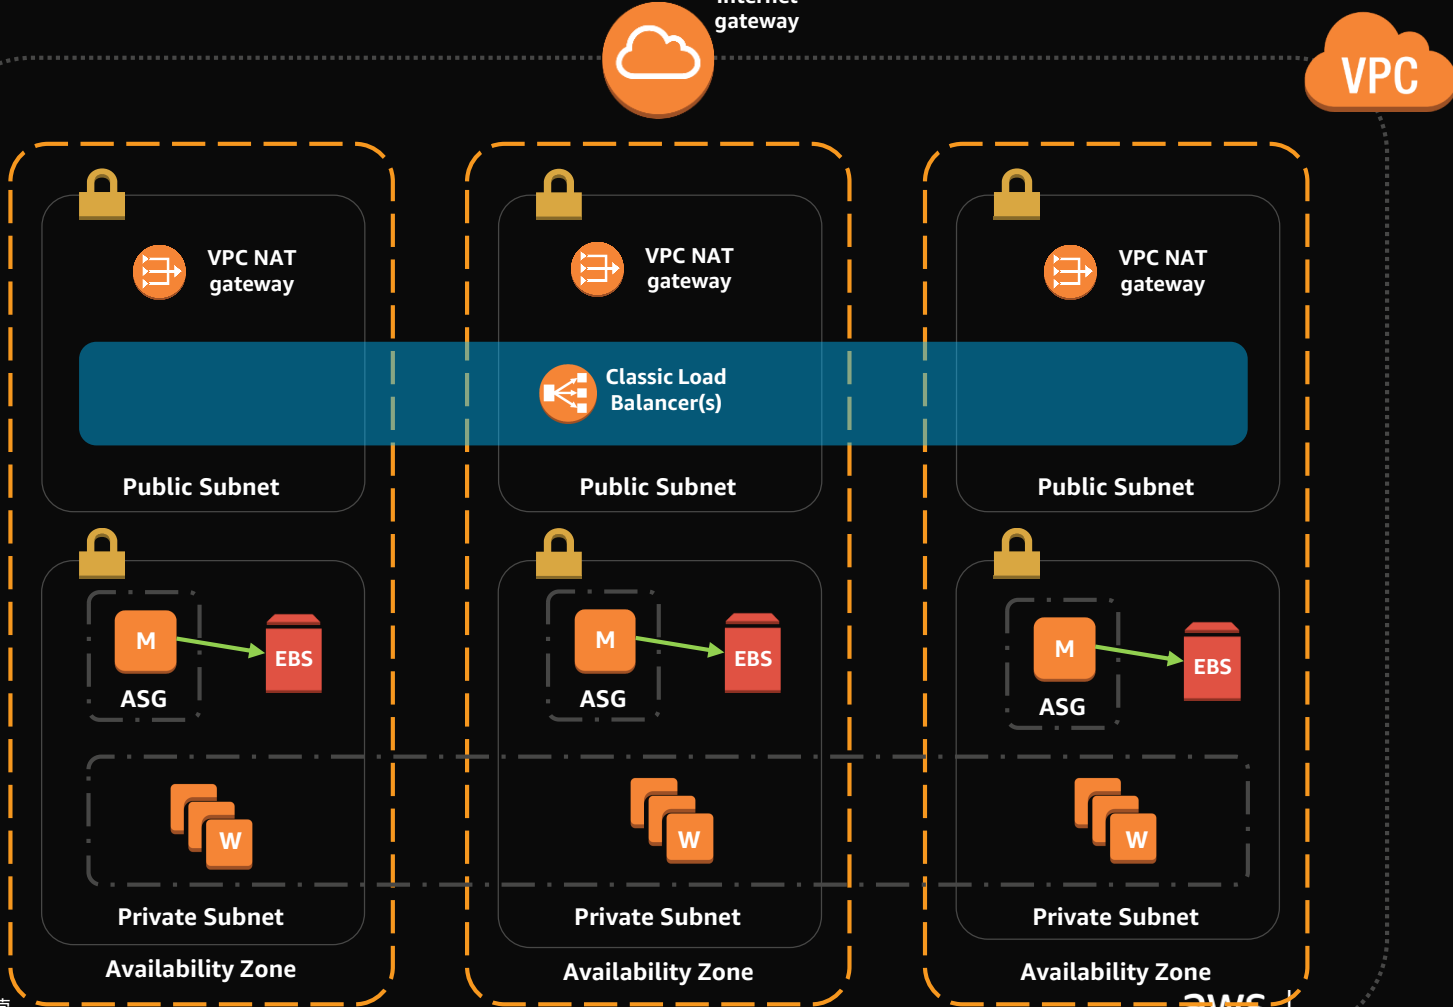 Internet
gateway
VPC
VPC NAT
gateway
VPC NAT
gateway
VPC NAT
gateway
Classic Load
Balancer(s)
Public Subnet
Public Subnet
Public Subnet
M
EBS
ASG
M
EBS
ASG
M
EBS
ASG
W
W
W
Private Subnet
Private Subnet
Private Subnet
Availability Zone
Availability Zone
Availability Zone
aws